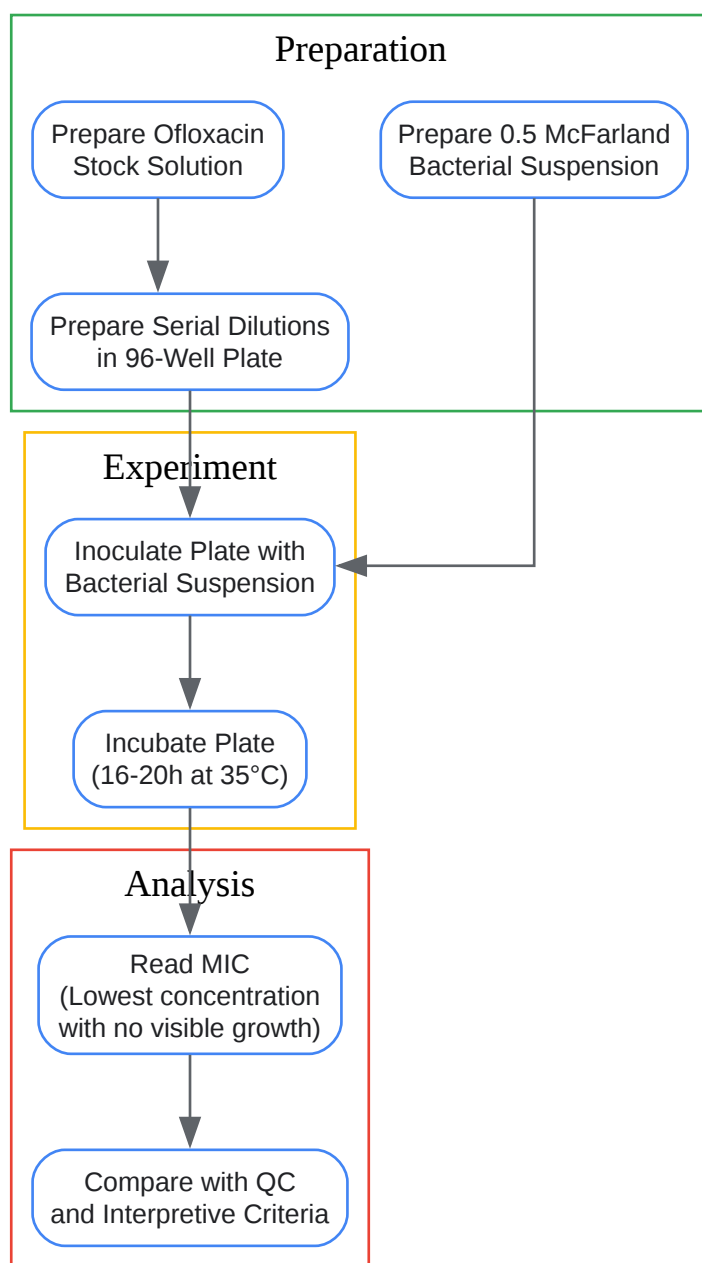 Preparation
Prepare Ofloxacin
Stock Solution
Prepare 0.5 McFarland
Bacterial Suspension
Prepare Serial Dilutions
in 96-Well Plate
Experiment
Inoculate Plate with
Bacterial Suspension
Incubate Plate
(16-20h at 35°C)
Analysis
Read MIC
(Lowest concentration
with no visible growth)
Compare with QC
and Interpretive Criteria